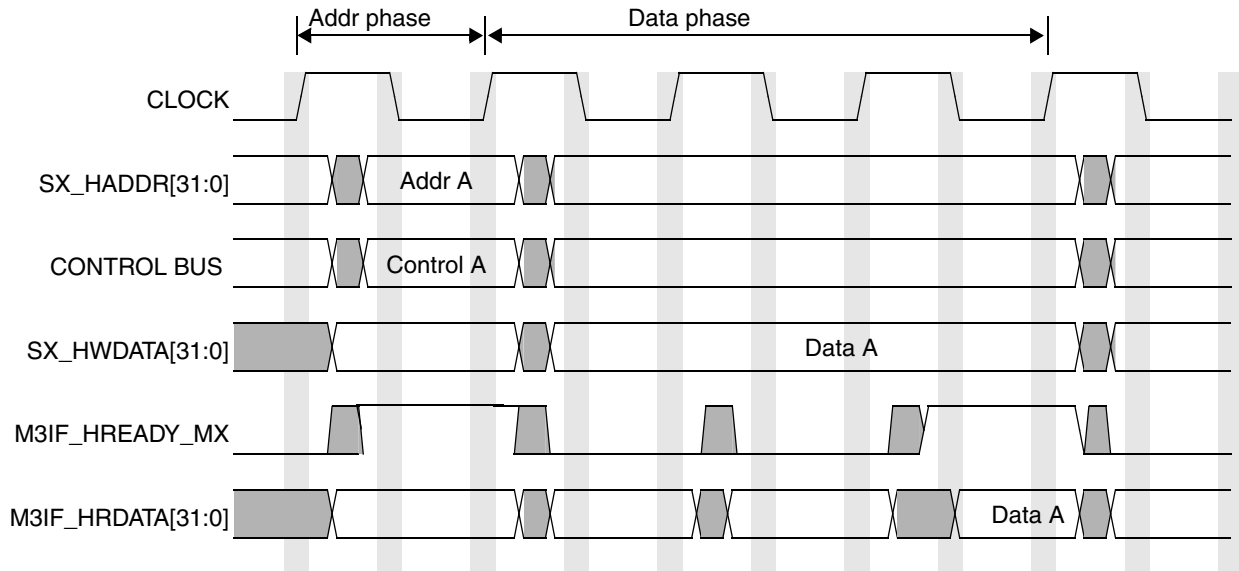 Addr phase
Data phase
CLOCK
SX_HADDR[31:0]
Addr A
CONTROL BUS
Control A
SX_HWDATA[31:0]
Data A
M3IF_HREADY_MX
M3IF_HRDATA[31:0]
Data A